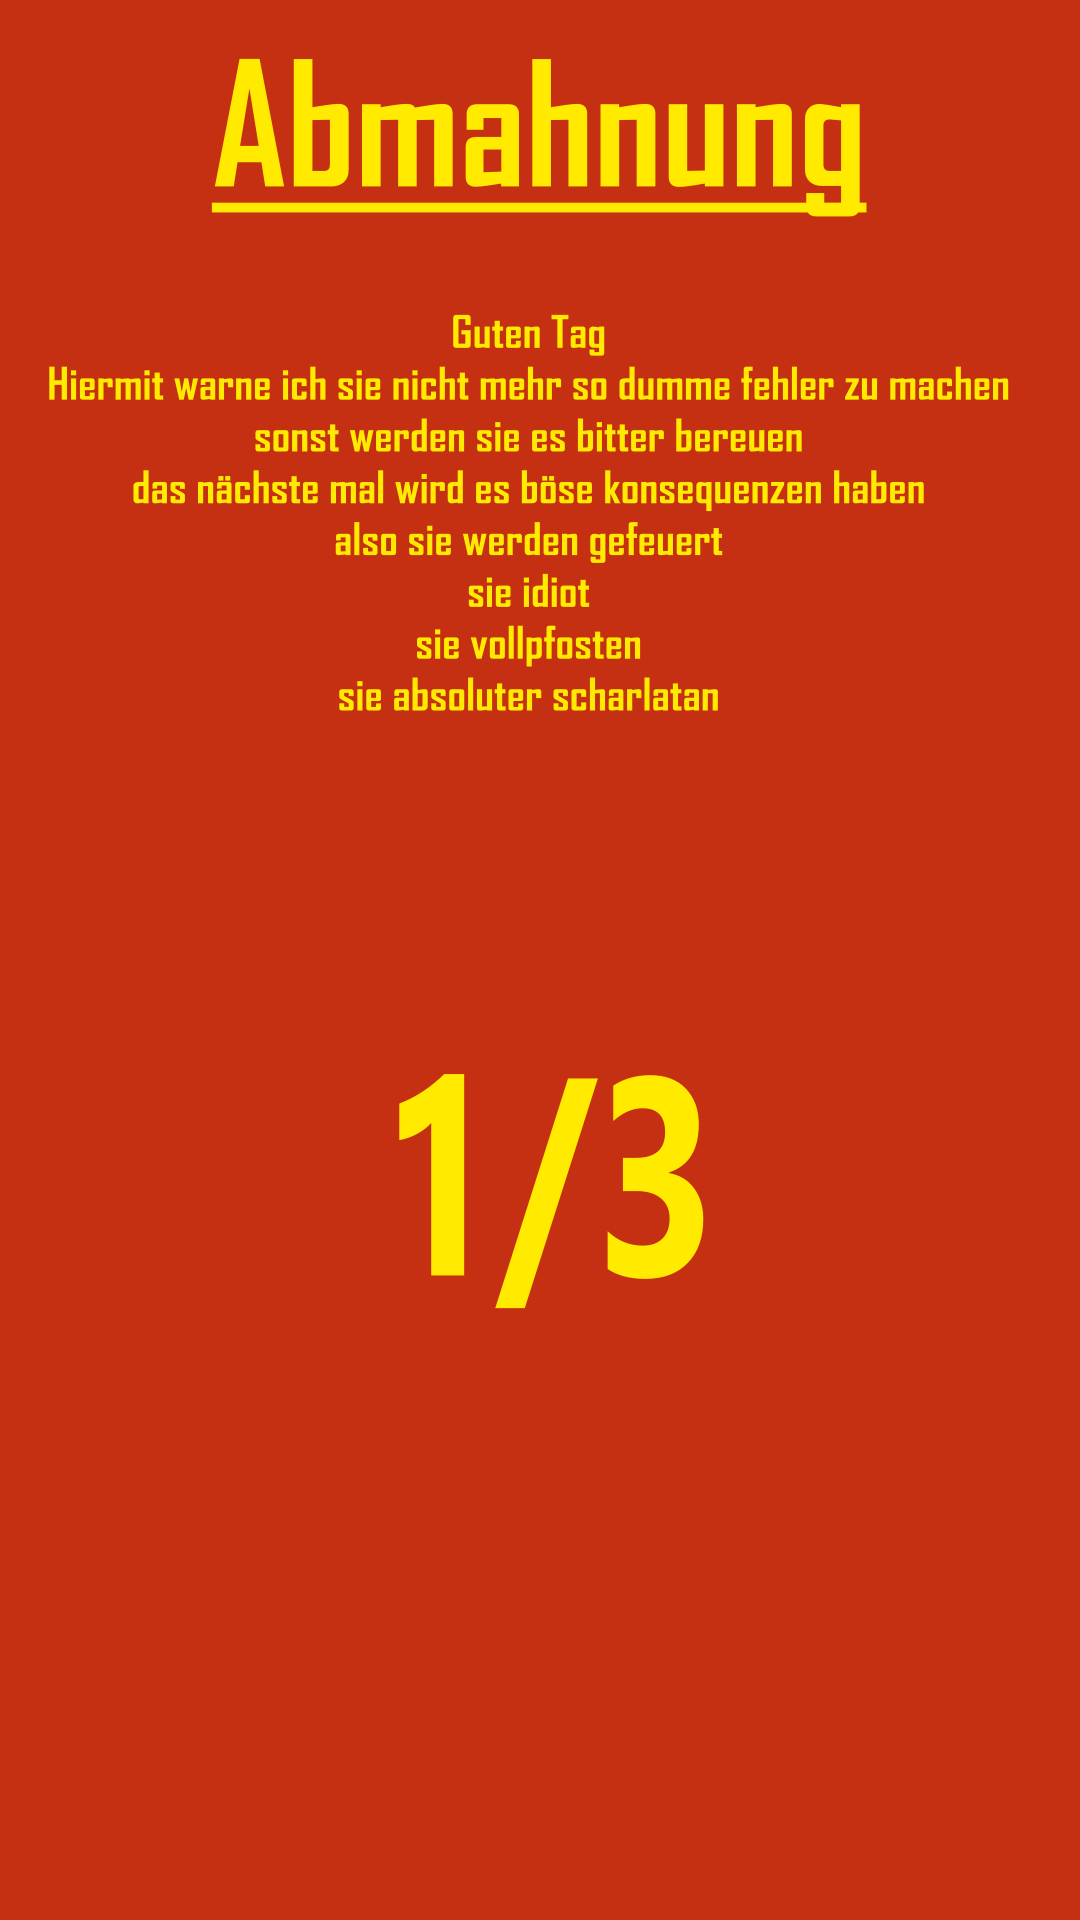 Abmahnung
Guten Tag
Hiermit warne ich sie nicht mehr so dumme fehler zu machen
sonst werden sie es bitter bereuen
das nächste mal wird es böse konsequenzen haben
also sie werden gefeuert
sie idiot
sie vollpfosten
sie absoluter scharlatan
1/3